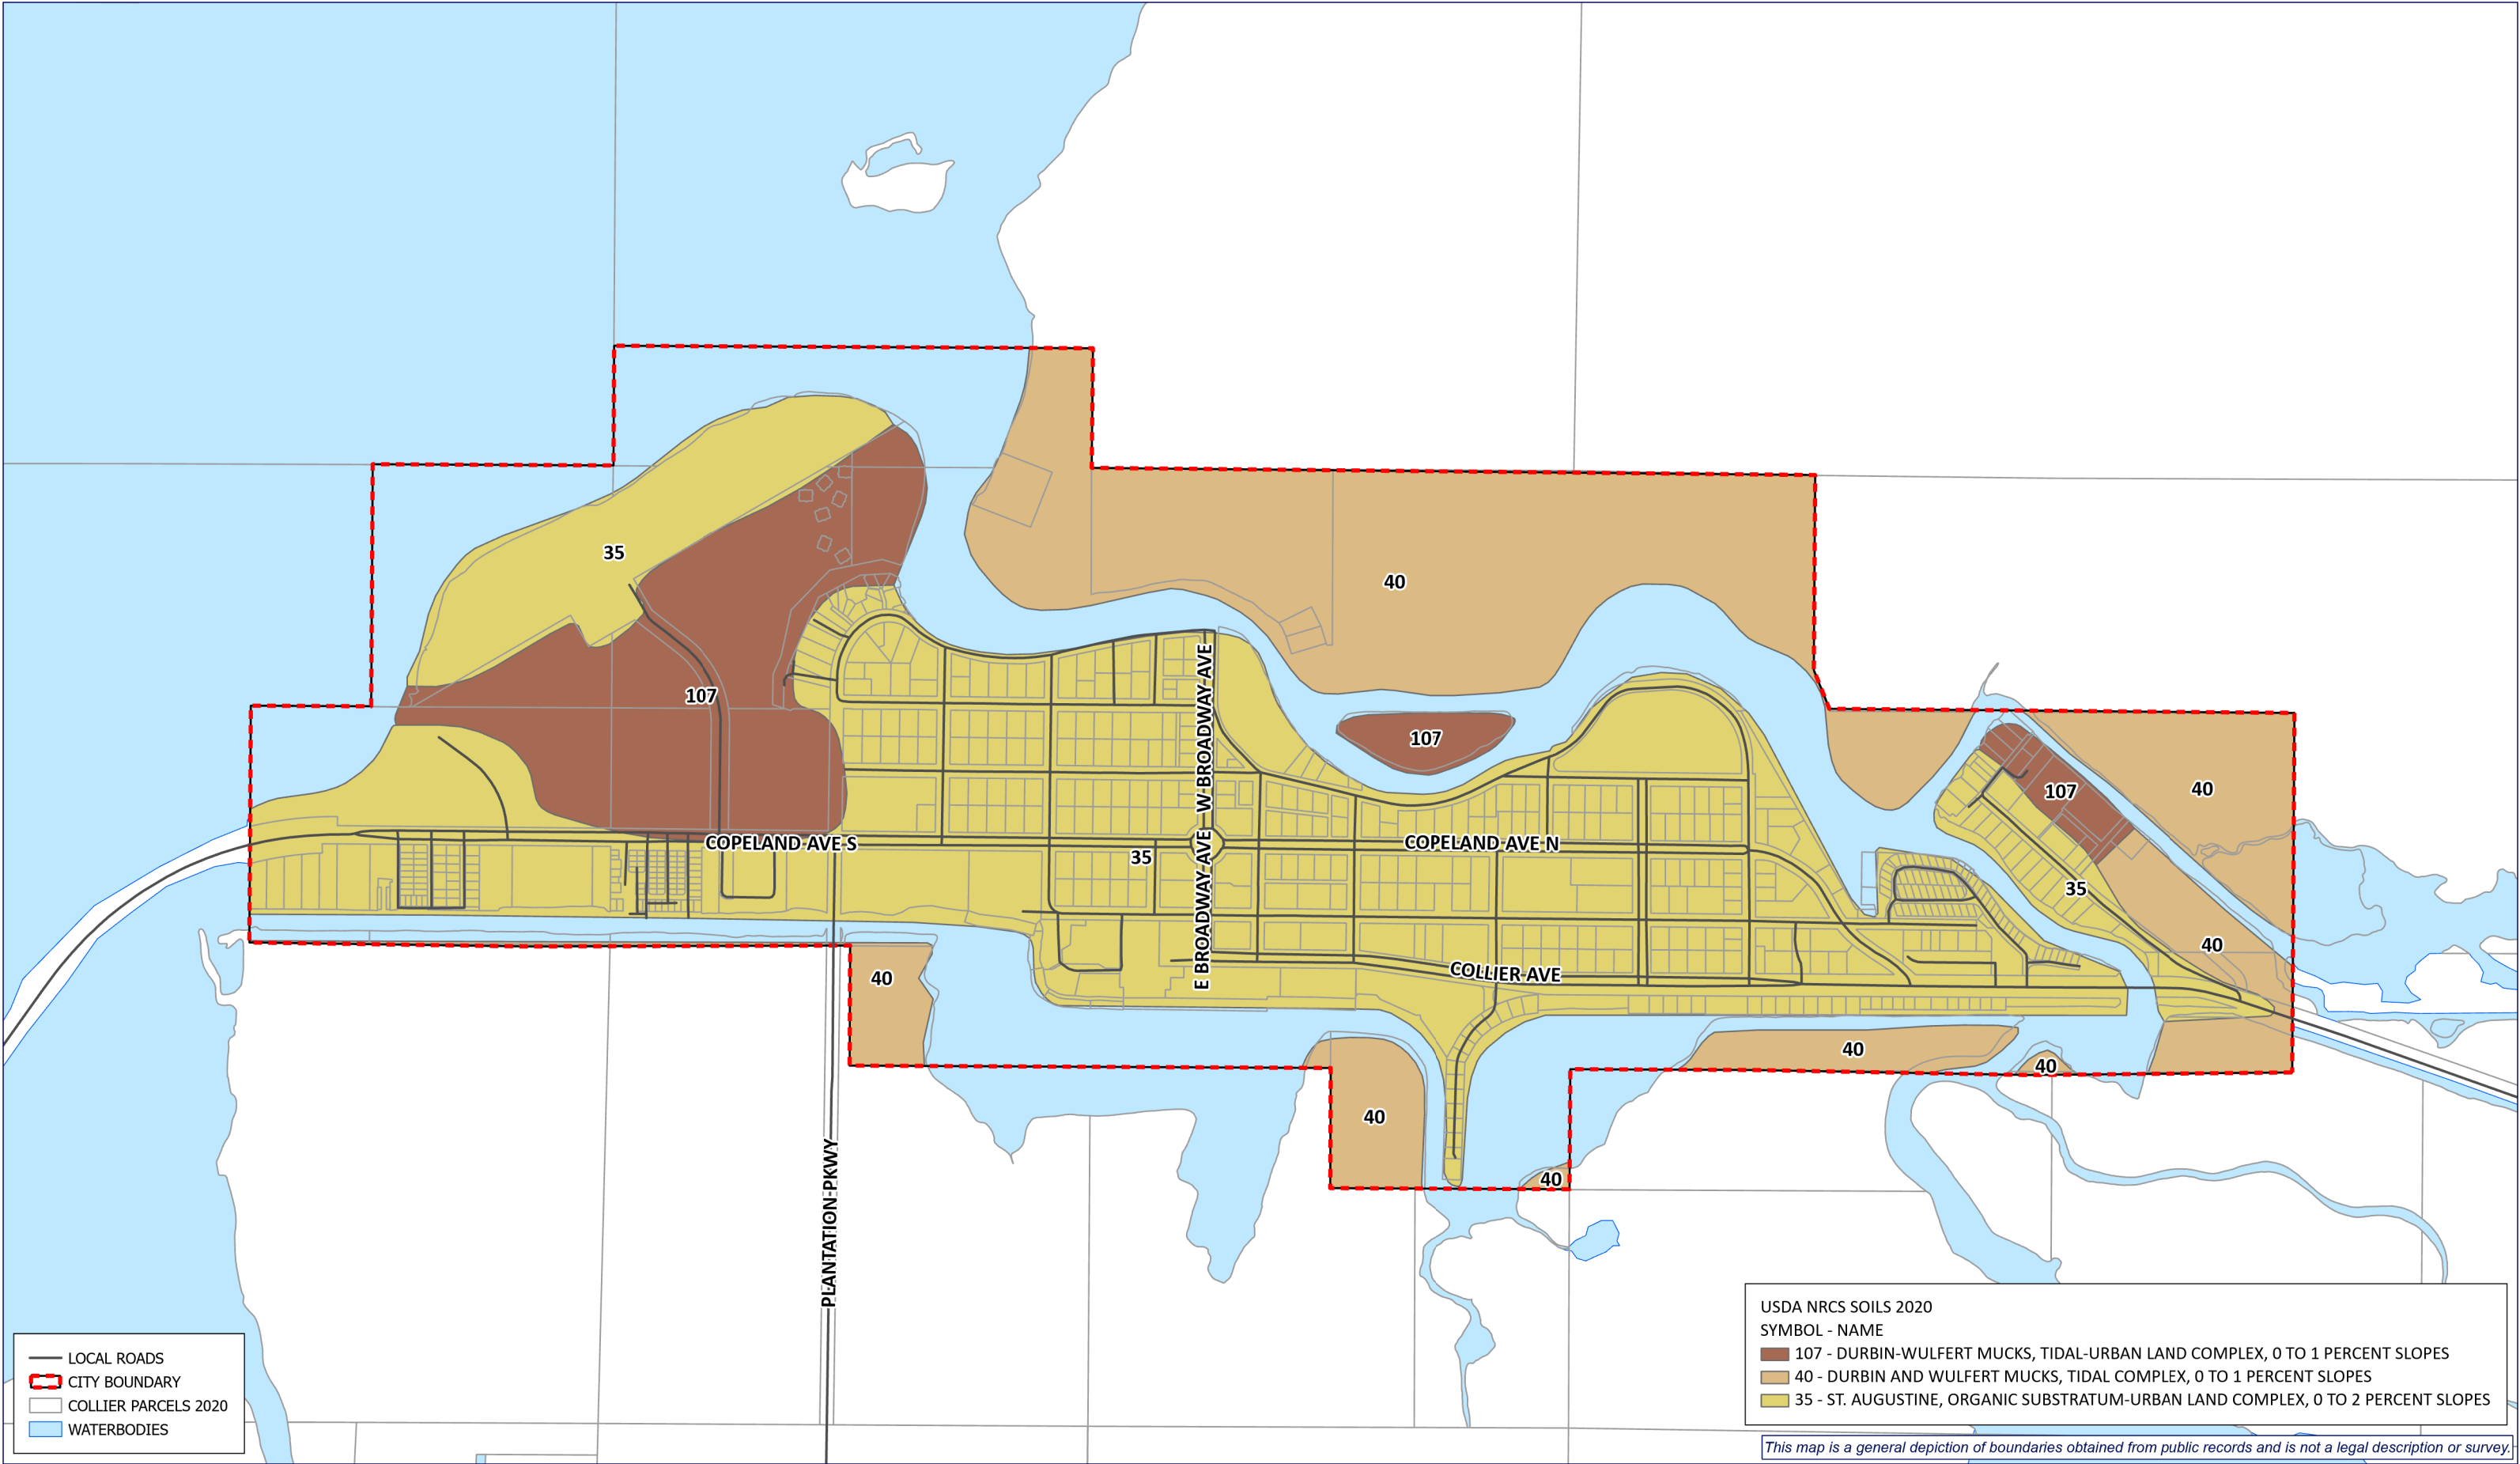 35
40
107
107
W BROADWAY AVE
107
40
COPELAND AVE S
COPELAND AVE N
35
35
E BROADWAY AVE
40
COLLIER AVE
40
40
40
40
40
PLANTATION PKWY
LOCAL ROADS
CITY BOUNDARY
COLLIER PARCELS 2020
WATERBODIES
USDA NRCS SOILS 2020
SYMBOL - NAME
107 - DURBIN-WULFERT MUCKS, TIDAL-URBAN LAND COMPLEX, 0 TO 1 PERCENT SLOPES
40 - DURBIN AND WULFERT MUCKS, TIDAL COMPLEX, 0 TO 1 PERCENT SLOPES
35 - ST. AUGUSTINE, ORGANIC SUBSTRATUM-URBAN LAND COMPLEX, 0 TO 2 PERCENT SLOPES
This map is a general depiction of boundaries obtained from public records and is not a legal description or survey.